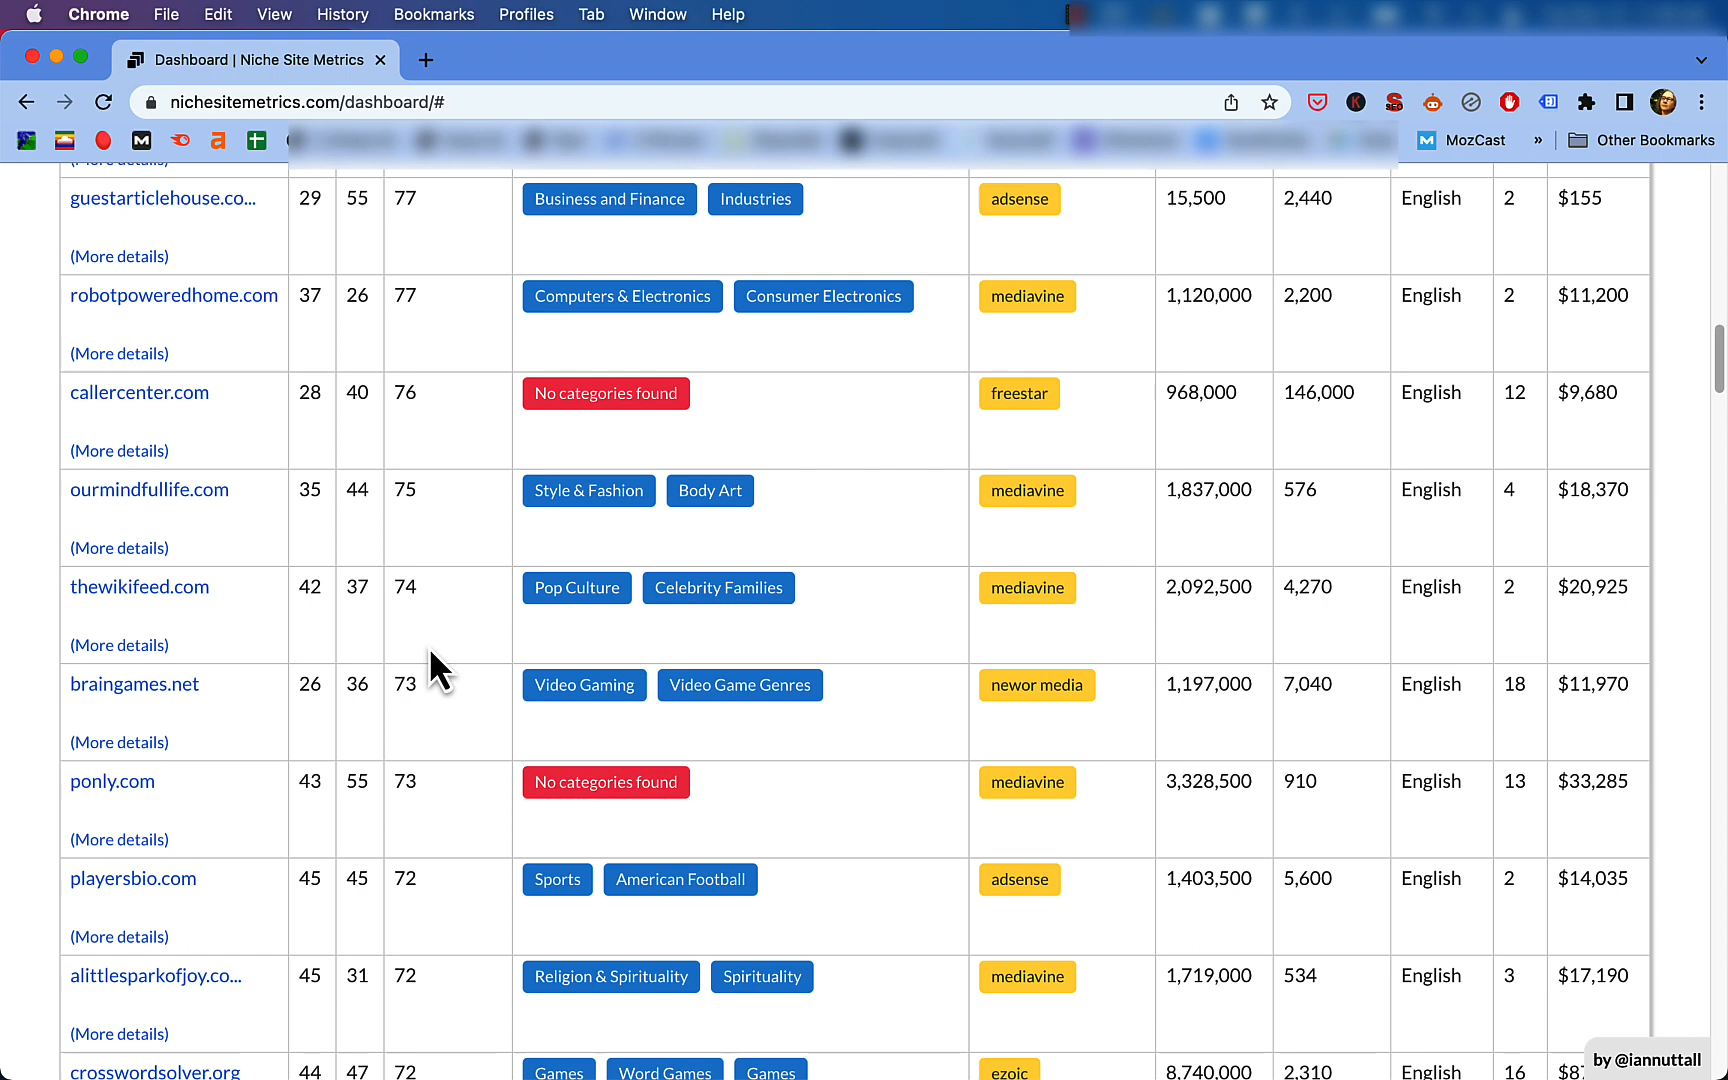 Chrome File Edit View History Bookmarks Profiles Tab Window Help
Dashboard | Niche Site Metrics
nichesitemetrics.com/dashboard/#
MozCast » Other Bookmarks
(More details)
guestarticlehouse.co... 29 55 77 Business and Finance Industries adsense 15,500 2,440 English 2 $155
(More details)
robotpoweredhome.com 37 26 77 Computers & Electronics Consumer Electronics mediavine 1,120,000 2,200 English 2 $11,200
(More details)
callercenter.com 28 40 76 No categories found freestar 968,000 146,000 English 12 $9,680
(More details)
ourmindfullife.com 35 44 75 Style & Fashion Body Art mediavine 1,837,000 576 English 4 $18,370
(More details)
thewikifeed.com 42 37 74 Pop Culture Celebrity Families mediavine 2,092,500 4,270 English 2 $20,925
(More details)
braingames.net 26 36 73 Video Gaming Video Game Genres newor media 1,197,000 7,040 English 18 $11,970
(More details)
ponly.com 43 55 73 No categories found mediavine 3,328,500 910 English 13 $33,285
(More details)
playersbio.com 45 45 72 Sports American Football adsense 1,403,500 5,600 English 2 $14,035
(More details)
alittlesparkofjoy.co... 45 31 72 Religion & Spirituality Spirituality mediavine 1,719,000 534 English 3 $17,190
(More details)
crosswordsolver.org 44 47 72 Games Word Games Games ezoic 8,740,000 2,310 English 16
by @iannuttall